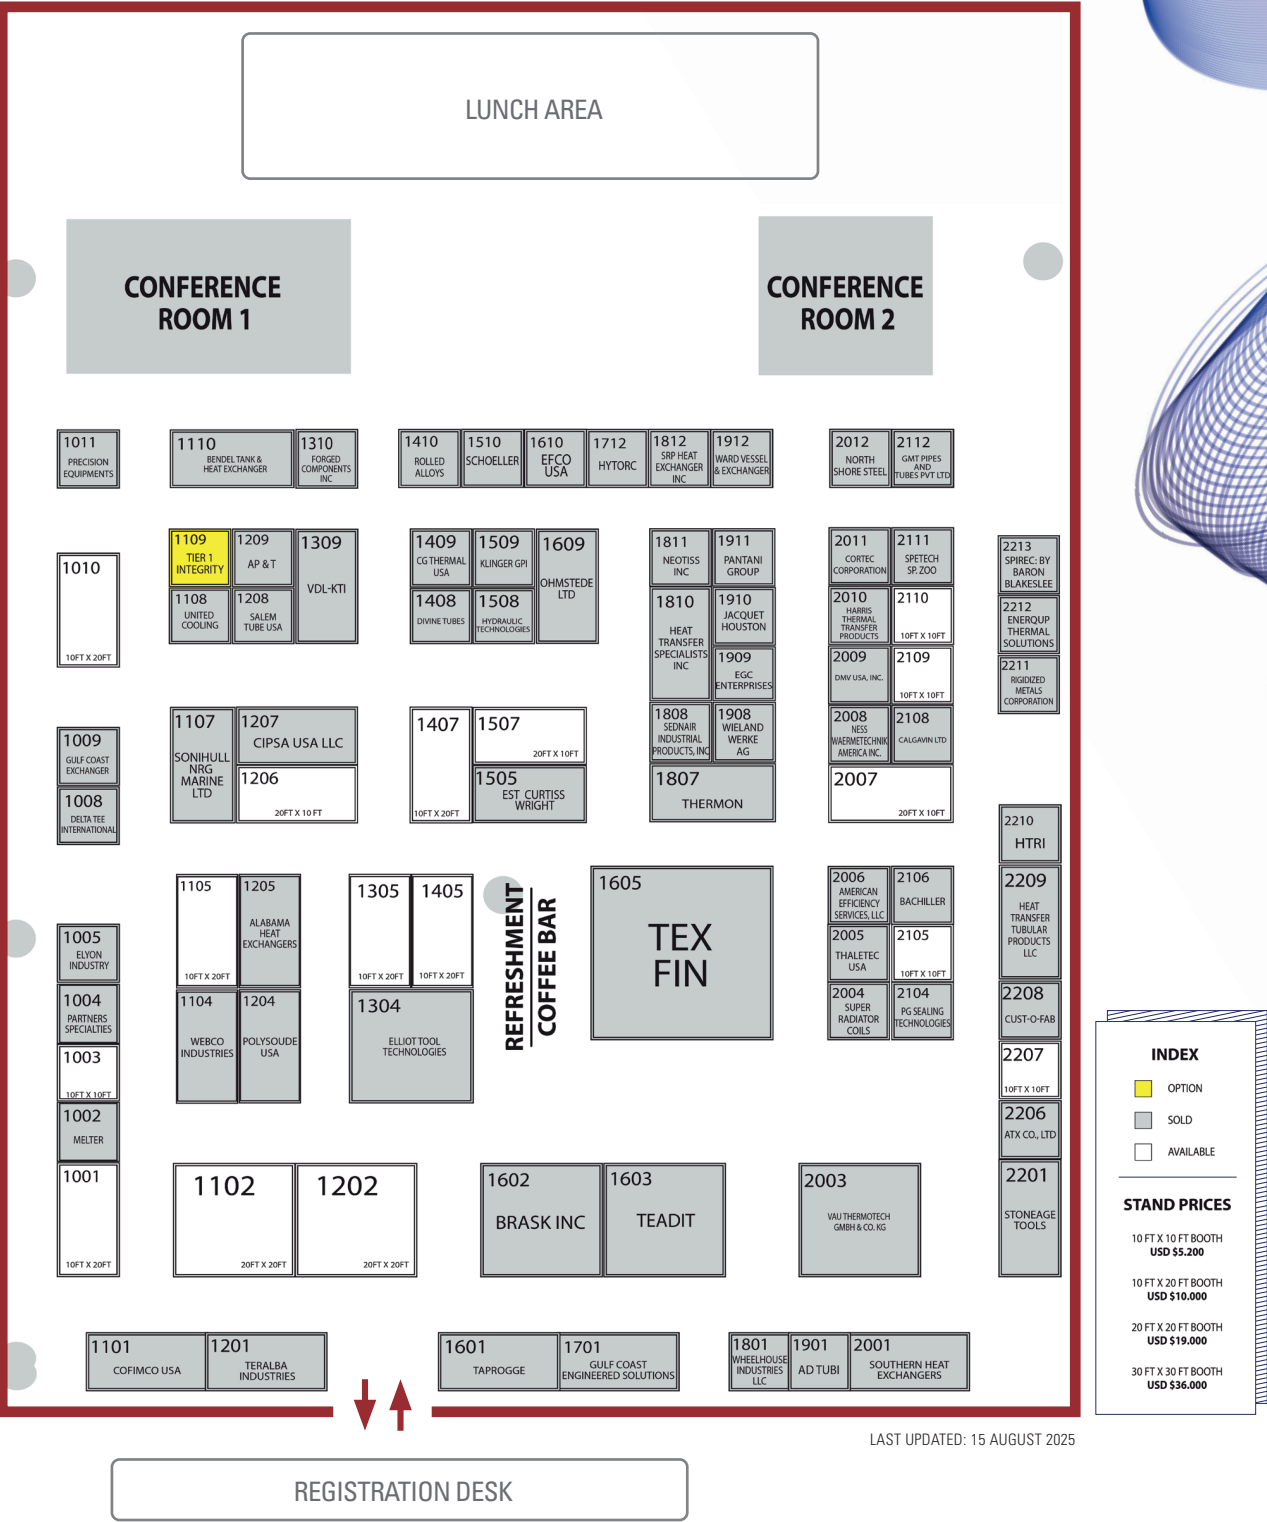 LUNCH AREA
CONFERENCE
ROOM 1
CONFERENCE
ROOM 2
1011
PRECISION
EQUIPMENTS
1110
BENDEL TANK &
HEAT EXCHANGER
1310
FORGED
COMPONENTS
INC
1410
ROLLED
ALLOYS
1510
SCHOELLER
1610
EFCO
USA
1712
HYTORC
1812
SRP HEAT
EXCHANGER
INC
1912
WARD VESSEL
& EXCHANGER
2012
NORTH
SHORE STEEL
2112
GMT PIPES
AND
TUBES PVT LTD
1010
10FT X 20FT
1109
TIER 1
INTEGRITY
1209
AP & T
1309
VDL-KTI
1108
UNITED
COOLING
1208
SALEM
TUBE USA
1409
CG THERMAL
USA
1509
KLINGER GPI
1609
OHMSTEDE
LTD
1408
DIVINE TUBES
1508
HYDRAULIC
TECHNOLOGIES
1811
NEOTISS
INC
1911
PANTANI
GROUP
1810
HEAT
TRANSFER
SPECIALISTS
INC
1910
JACQUET
HOUSTON
1909
EGC
ENTERPRISES
1808
SEDNAIR
INDUSTRIAL
PRODUCTS, INC
1908
WIELAND
WERKE
AG
1807
THERMON
2011
CORTEC
CORPORATION
2111
SPETECH
SP. ZOO
2010
HARRIS
THERMAL
TRANSFER
PRODUCTS
2110
10FT X 10FT
2009
DMV USA, INC.
2109
10FT X 10FT
2008
NESS
WAERMETECHNIK
AMERICA INC.
2108
CALGAVIN LTD
2007
20FT X 10FT
2213
SPIREC: BY
BARON
BLAKESLEE
2212
ENERQUP
THERMAL
SOLUTIONS
2211
RIGIDIZED
METALS
CORPORATION
1009
GULF COAST
EXCHANGER
1008
DELTA TEE
INTERNATIONAL
1107
SONIHULL
NRG
MARINE
LTD
1207
CIPSA USA LLC
1206
20FT X 10 FT
1407
10FT X 20FT
1507
20FT X 10FT
1505
EST CURTISS
WRIGHT
2210
HTRI
2209
HEAT
TRANSFER
TUBULAR
PRODUCTS
LLC
2208
CUST-O-FAB
2207
10FT X 10FT
2206
ATX CO., LTD
2201
STONEAGE
TOOLS
1005
ELYON
INDUSTRY
1004
PARTNERS
SPECIALTIES
1003
10FT X 10FT
1002
MELTER
1001
10FT X 20FT
1105
10FT X 20FT
1205
ALABAMA
HEAT
EXCHANGERS
1104
WEBCO
INDUSTRIES
1204
POLYSOUDE
USA
1305
10FT X 20FT
1405
10FT X 20FT
1304
ELLIOT TOOL
TECHNOLOGIES
REFRESHMENT
COFFEE BAR
1605
TEX
FIN
2006
AMERICAN
EFFICIENCY
SERVICES, LLC
2106
BACHILLER
2005
THALETEC
USA
2105
10FT X 10FT
2004
SUPER
RADIATOR
COILS
2104
PG SEALING
TECHNOLOGIES
1102
20FT X 20FT
1202
20FT X 20FT
1602
BRASK INC
1603
TEADIT
2003
VAU THERMOTECH
GMBH & CO. KG
1101
COFIMCO USA
1201
TERALBA
INDUSTRIES
1601
TAPROGGE
1701
GULF COAST
ENGINEERED SOLUTIONS
1801
WHEELHOUSE
INDUSTRIES
LLC
1901
AD TUBI
2001
SOUTHERN HEAT
EXCHANGERS
INDEX
OPTION
SOLD
AVAILABLE
STAND PRICES
10 FT X 10 FT BOOTH
USD $5.200
10 FT X 20 FT BOOTH
USD $10.000
20 FT X 20 FT BOOTH
USD $19.000
30 FT X 30 FT BOOTH
USD $36.000
LAST UPDATED: 15 AUGUST 2025
REGISTRATION DESK